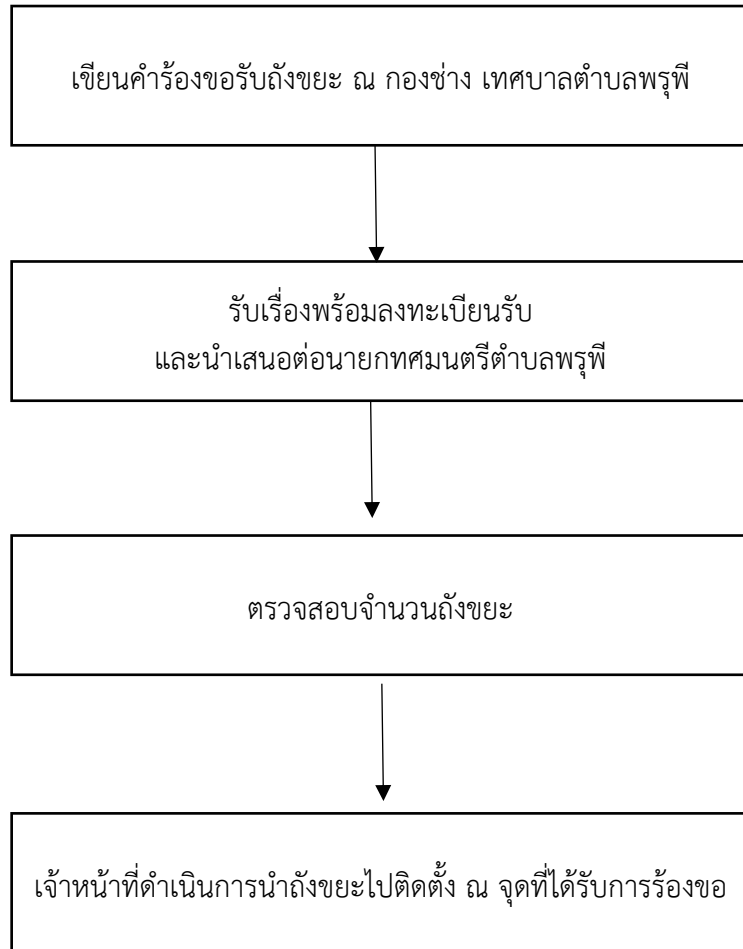 เขียนคำร้องขอรับถังขยะ ณ กองช่าง เทศบาลตำบลพรุพี
รับเรื่องพร้อมลงทะเบียนรับ
และนำเสนอต่อนายกทศมนตรีตำบลพรุพี
ตรวจสอบจำนวนถังขยะ
เจ้าหน้าที่ดำเนินการนำถังขยะไปติดตั้ง ณ จุดที่ได้รับการร้องขอ